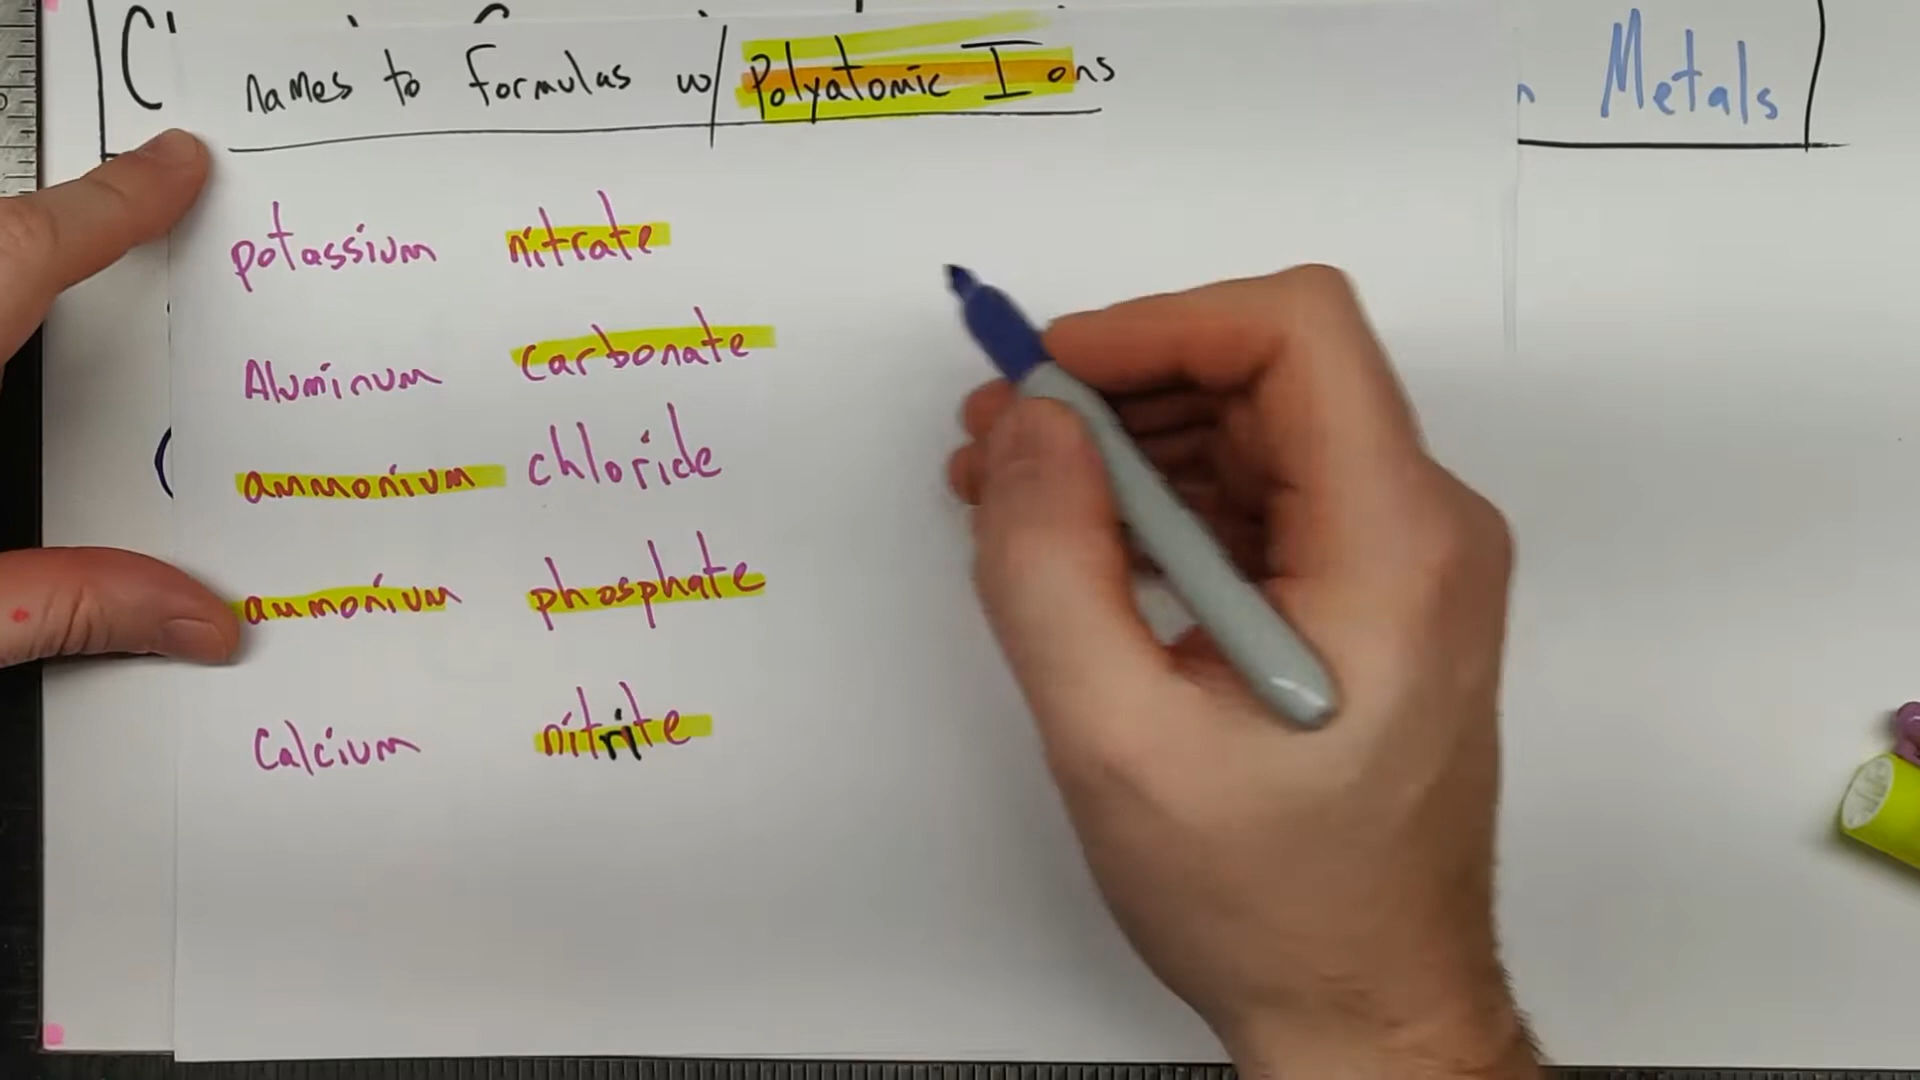 names to formulas w/ Polyatomic Ions
Metals
potassium nitrate
Aluminum carbonate
ammonium chloride
ammonium phosphate
Calcium nitrite